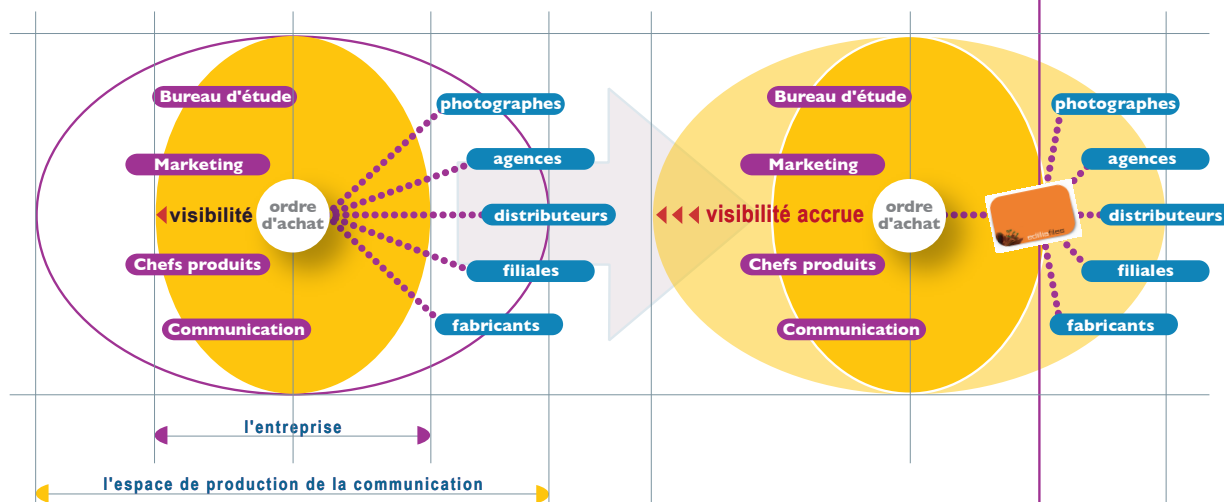 Bureau d'étude
photographes
agences
Marketing
visibilité
ordre
d'achat
distributeurs
Chefs produits
filiales
Communication
fabricants
l'entreprise
l'espace de production de la communication
Bureau d'étude
photographes
agences
Marketing
visibilité accrue
ordre
d'achat
distributeurs
Chefs produits
filiales
Communication
fabricants